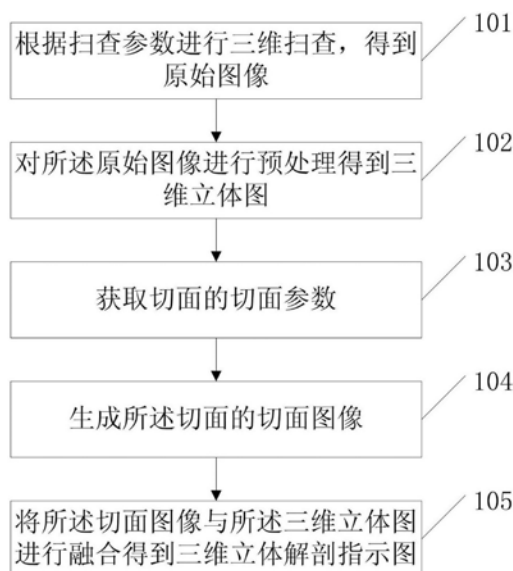 101
根据扫查参数进行三维扫查，得到
原始图像
102
对所述原始图像进行预处理得到三
维立体图
103
获取切面的切面参数
104
生成所述切面的切面图像
105
将所述切面图像与所述三维立体图
进行融合得到三维立体解剖指示图